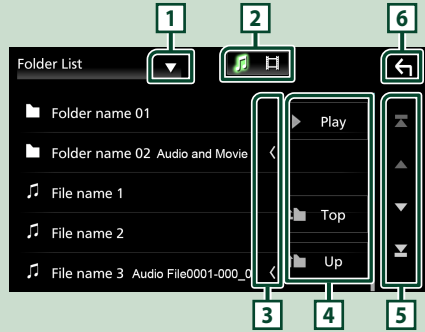 1 2 6
Folder List
Folder name 01
Play
Folder name 02 Audio and Movie
File name 1
File name 2
Top
File name 3 Audio File0001-000_0
Up
3 4 5